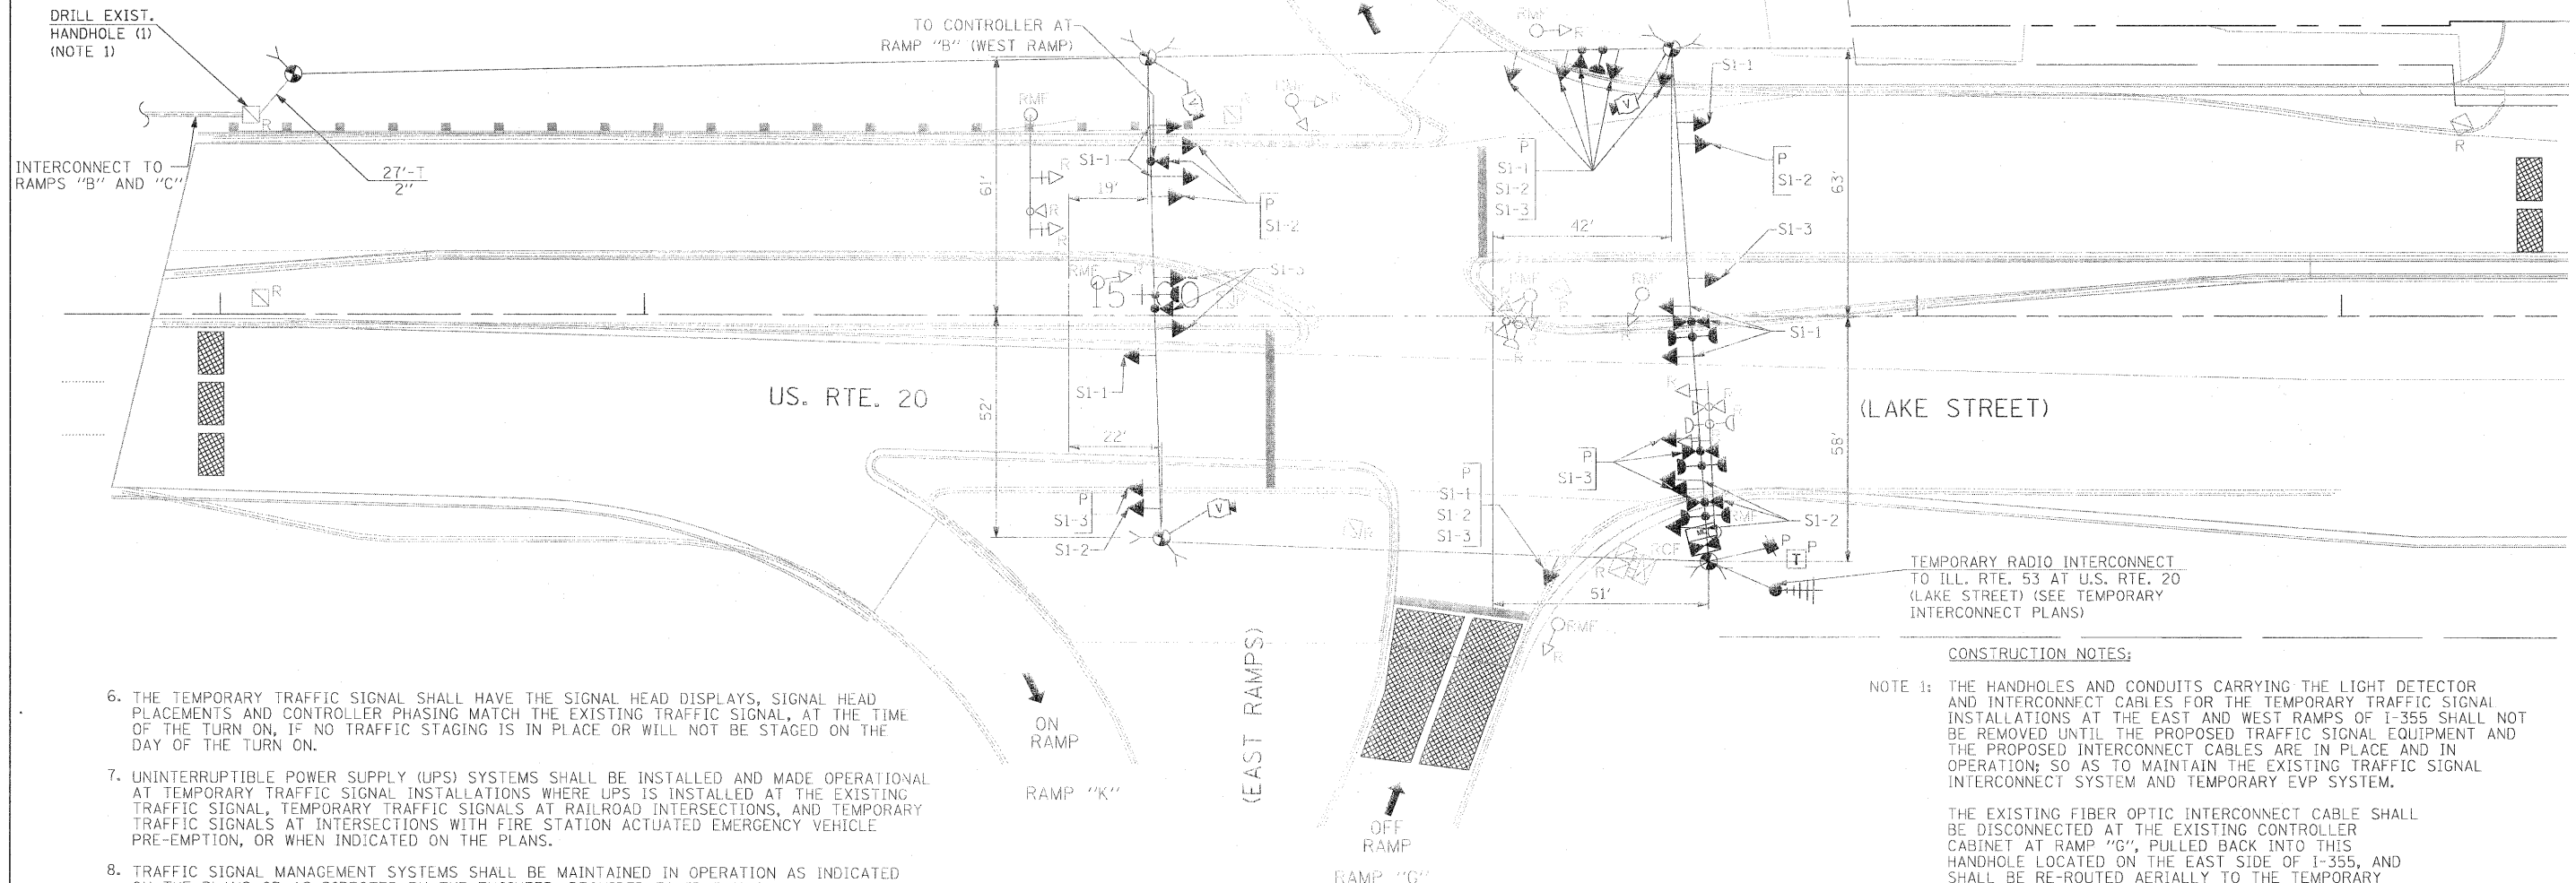 DRILL EXIST.
HANDHOLE (1)
(NOTE 1)
TO CONTROLLER AT
RAMP "B" (WEST RAMP)
INTERCONNECT TO
RAMPS "B" AND "C"
27'-T
2"
R
RMF
R
R
R
61'
19'
S1-1
P
S1-2
V
R
RMF
R
S1-1
P
S1-1
S1-2
S1-3
P
S1-2
63'
42'
S1-3
R
R
RMF
R
15+00
RMF
RMF
R
R
S1-1
S1-1
US. RTE. 20
(LAKE STREET)
52'
22'
R
R
58'
P
S1-3
P
S1-1
S1-2
S1-3
P
S1-3
S1-2
V
R
S1-2
RMF
RCF
R
P
T
P
51'
TEMPORARY RADIO INTERCONNECT
TO ILL. RTE. 53 AT U.S. RTE. 20
(LAKE STREET) (SEE TEMPORARY
INTERCONNECT PLANS)
RMF
R
ON
RAMP
RAMP "K"
(EAST RAMPS)
OFF
RAMP
RAMP "G"
6. THE TEMPORARY TRAFFIC SIGNAL SHALL HAVE THE SIGNAL HEAD DISPLAYS, SIGNAL HEAD
PLACEMENTS AND CONTROLLER PHASING MATCH THE EXISTING TRAFFIC SIGNAL, AT THE TIME
OF THE TURN ON, IF NO TRAFFIC STAGING IS IN PLACE OR WILL NOT BE STAGED ON THE
DAY OF THE TURN ON.
7. UNINTERRUPTIBLE POWER SUPPLY (UPS) SYSTEMS SHALL BE INSTALLED AND MADE OPERATIONAL
AT TEMPORARY TRAFFIC SIGNAL INSTALLATIONS WHERE UPS IS INSTALLED AT THE EXISTING
TRAFFIC SIGNAL, TEMPORARY TRAFFIC SIGNALS AT RAILROAD INTERSECTIONS, AND TEMPORARY
TRAFFIC SIGNALS AT INTERSECTIONS WITH FIRE STATION ACTUATED EMERGENCY VEHICLE
PRE-EMPTION, OR WHEN INDICATED ON THE PLANS.
8. TRAFFIC SIGNAL MANAGEMENT SYSTEMS SHALL BE MAINTAINED IN OPERATION AS INDICATED
CONSTRUCTION NOTES:
NOTE 1: THE HANDHOLES AND CONDUITS CARRYING THE LIGHT DETECTOR
AND INTERCONNECT CABLES FOR THE TEMPORARY TRAFFIC SIGNAL
INSTALLATIONS AT THE EAST AND WEST RAMPS OF I-355 SHALL NOT
BE REMOVED UNTIL THE PROPOSED TRAFFIC SIGNAL EQUIPMENT AND
THE PROPOSED INTERCONNECT CABLES ARE IN PLACE AND IN
OPERATION; SO AS TO MAINTAIN THE EXISTING TRAFFIC SIGNAL
INTERCONNECT SYSTEM AND TEMPORARY EVP SYSTEM.
THE EXISTING FIBER OPTIC INTERCONNECT CABLE SHALL
BE DISCONNECTED AT THE EXISTING CONTROLLER
CABINET AT RAMP "G", PULLED BACK INTO THIS
HANDHOLE LOCATED ON THE EAST SIDE OF I-355, AND
SHALL BE RE-ROUTED AERIALLY TO THE TEMPORARY